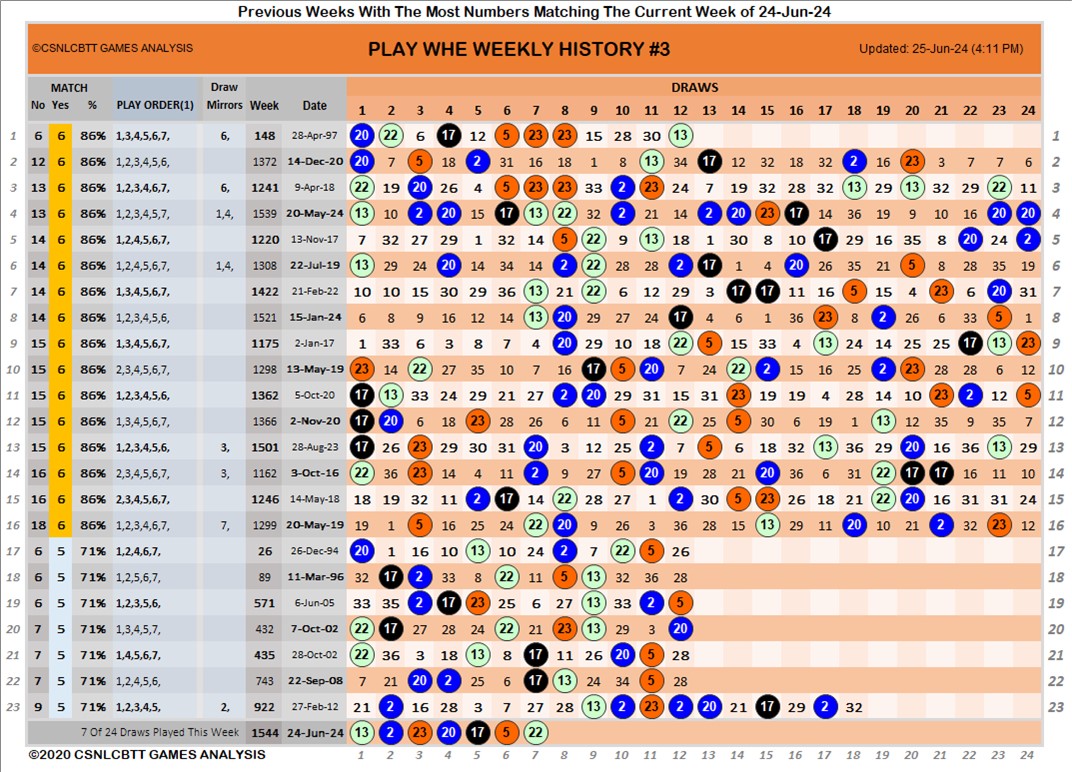 Previous Weeks With The Most Numbers Matching The Current Week of 24-Jun-24
©CSNLCBTT GAMES ANALYSIS PLAY WHE WEEKLY HISTORY #3 Updated: 25-Jun-24 (4:11 PM)
MATCH Draw DRAWS
No Yes % PLAY ORDER(1) Mirrors Week Date 1 2 3 4 5 6 7 8 9 10 11 12 13 14 15 16 17 18 19 20 21 22 23 24
1 6 6 86% 1,3,4,5,6,7, 6, 148 28-Apr-97 20 22 6 17 12 5 23 23 15 28 30 13 1
2 12 6 86% 1,2,3,4,5,6, 1372 14-Dec-20 20 7 5 18 2 31 16 18 1 8 13 34 17 12 32 18 32 2 16 23 3 7 7 6 2
3 13 6 86% 1,2,3,4,6,7, 6, 1241 9-Apr-18 22 19 20 26 4 5 23 23 33 2 23 24 7 19 32 28 32 13 29 13 32 29 22 11 3
4 13 6 86% 1,2,3,4,5,7, 1,4, 1539 20-May-24 13 10 2 20 15 17 13 22 32 2 21 14 2 20 23 17 14 36 19 9 10 16 20 20 4
5 14 6 86% 1,2,4,5,6,7, 1220 13-Nov-17 7 32 27 29 1 32 14 5 22 9 13 18 1 30 8 10 17 29 16 35 8 20 24 2 5
6 14 6 86% 1,2,4,5,6,7, 1,4, 1308 22-Jul-19 13 29 24 20 14 34 14 2 22 28 28 2 17 1 4 20 26 35 21 5 8 28 35 19 6
7 14 6 86% 1,3,4,5,6,7, 1422 21-Feb-22 10 10 15 30 29 36 13 21 22 6 12 29 3 17 17 11 16 5 15 4 23 6 20 31 7
8 14 6 86% 1,2,3,4,5,6, 1521 15-Jan-24 6 8 9 16 12 14 13 20 29 27 24 17 4 6 1 36 23 8 2 26 6 33 5 1 8
9 15 6 86% 1,3,4,5,6,7, 1175 2-Jan-17 1 33 6 3 8 7 4 20 29 10 18 22 5 15 33 4 13 24 14 25 25 17 13 23 9
10 15 6 86% 2,3,4,5,6,7, 1298 13-May-19 23 14 22 27 35 10 7 16 17 5 20 7 24 22 2 15 16 24 2 23 28 28 6 12 10
11 15 6 86% 1,2,3,4,5,6, 1362 5-Oct-20 17 13 33 24 29 21 27 2 20 29 31 15 31 23 19 19 4 28 14 10 23 2 12 5 11
12 15 6 86% 1,3,4,5,6,7, 1366 2-Nov-20 17 20 6 5 23 28 26 6 11 5 21 22 28 5 30 6 19 1 13 12 35 9 35 7 12
13 15 6 86% 1,2,3,4,5,6, 3, 1501 28-Aug-23 17 26 23 29 30 31 20 3 12 25 2 7 5 6 18 32 13 36 29 20 16 36 13 29 13
14 16 6 86% 2,3,4,5,6,7, 3, 1162 3-Oct-16 22 36 23 14 4 11 2 9 27 5 20 19 28 21 20 36 6 31 22 17 17 16 11 10 14
15 16 6 86% 2,3,4,5,6,7, 1246 14-May-18 18 19 32 11 2 17 14 22 28 27 1 2 30 5 23 26 18 21 22 20 16 31 31 24 15
16 18 6 86% 1,2,3,4,6,7, 7, 1299 20-May-19 19 1 5 16 25 24 22 20 9 26 3 36 28 15 13 29 11 20 10 21 2 32 23 12 16
17 6 5 71% 1,2,4,6,7, 26 26-Dec-94 20 1 16 10 13 10 24 2 7 22 5 26 17
18 6 5 71% 1,2,5,6,7, 89 11-Mar-96 32 17 2 33 8 22 11 5 13 32 36 28 18
19 6 5 71% 1,2,3,5,6, 571 6-Jun-05 33 35 2 17 23 25 6 27 13 33 2 5 19
20 7 5 71% 1,3,4,5,7, 432 7-Oct-02 22 17 27 28 24 22 21 23 13 29 3 20 20
21 7 5 71% 1,4,5,6,7, 435 28-Oct-02 22 36 3 18 13 8 17 11 26 20 5 28 21
22 7 5 71% 1,2,4,5,6, 743 22-Sep-08 7 21 20 2 25 6 17 13 24 34 5 28 22
23 9 5 71% 1,2,3,4,5, 2, 922 27-Feb-12 21 2 16 28 3 7 27 28 13 2 23 2 20 21 17 29 2 32 23
7 Of 24 Draws Played This Week 1544 24-Jun-24 13 2 23 20 17 5 22
©2020 CSNLCBTT GAMES ANALYSIS 1 2 3 4 5 6 7 8 9 10 11 12 13 14 15 16 17 18 19 20 21 22 23 24